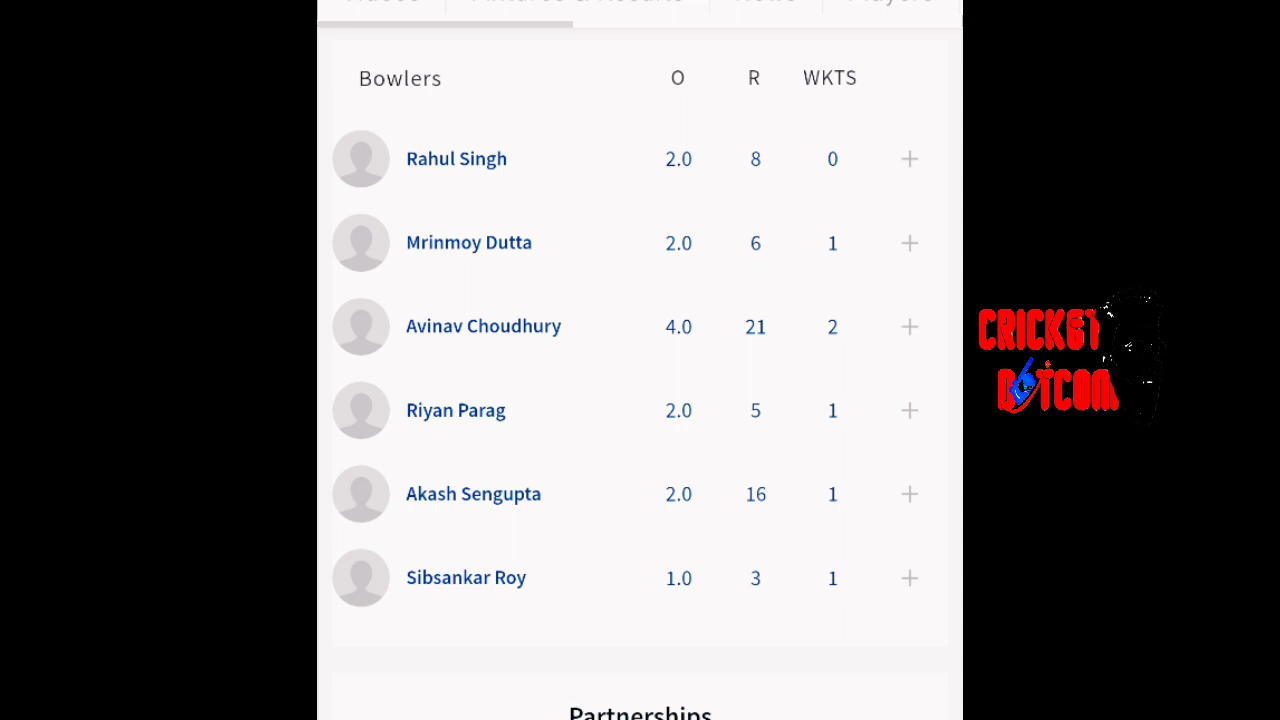 Bowlers O R WKTS
Rahul Singh 2.0 8 0 +
Mrinmoy Dutta 2.0 6 1 +
Avinav Choudhury 4.0 21 2 +
Riyan Parag 2.0 5 1 +
Akash Sengupta 2.0 16 1 +
Sibsankar Roy 1.0 3 1 +
CRICKET
DOTCOM
Partnerships